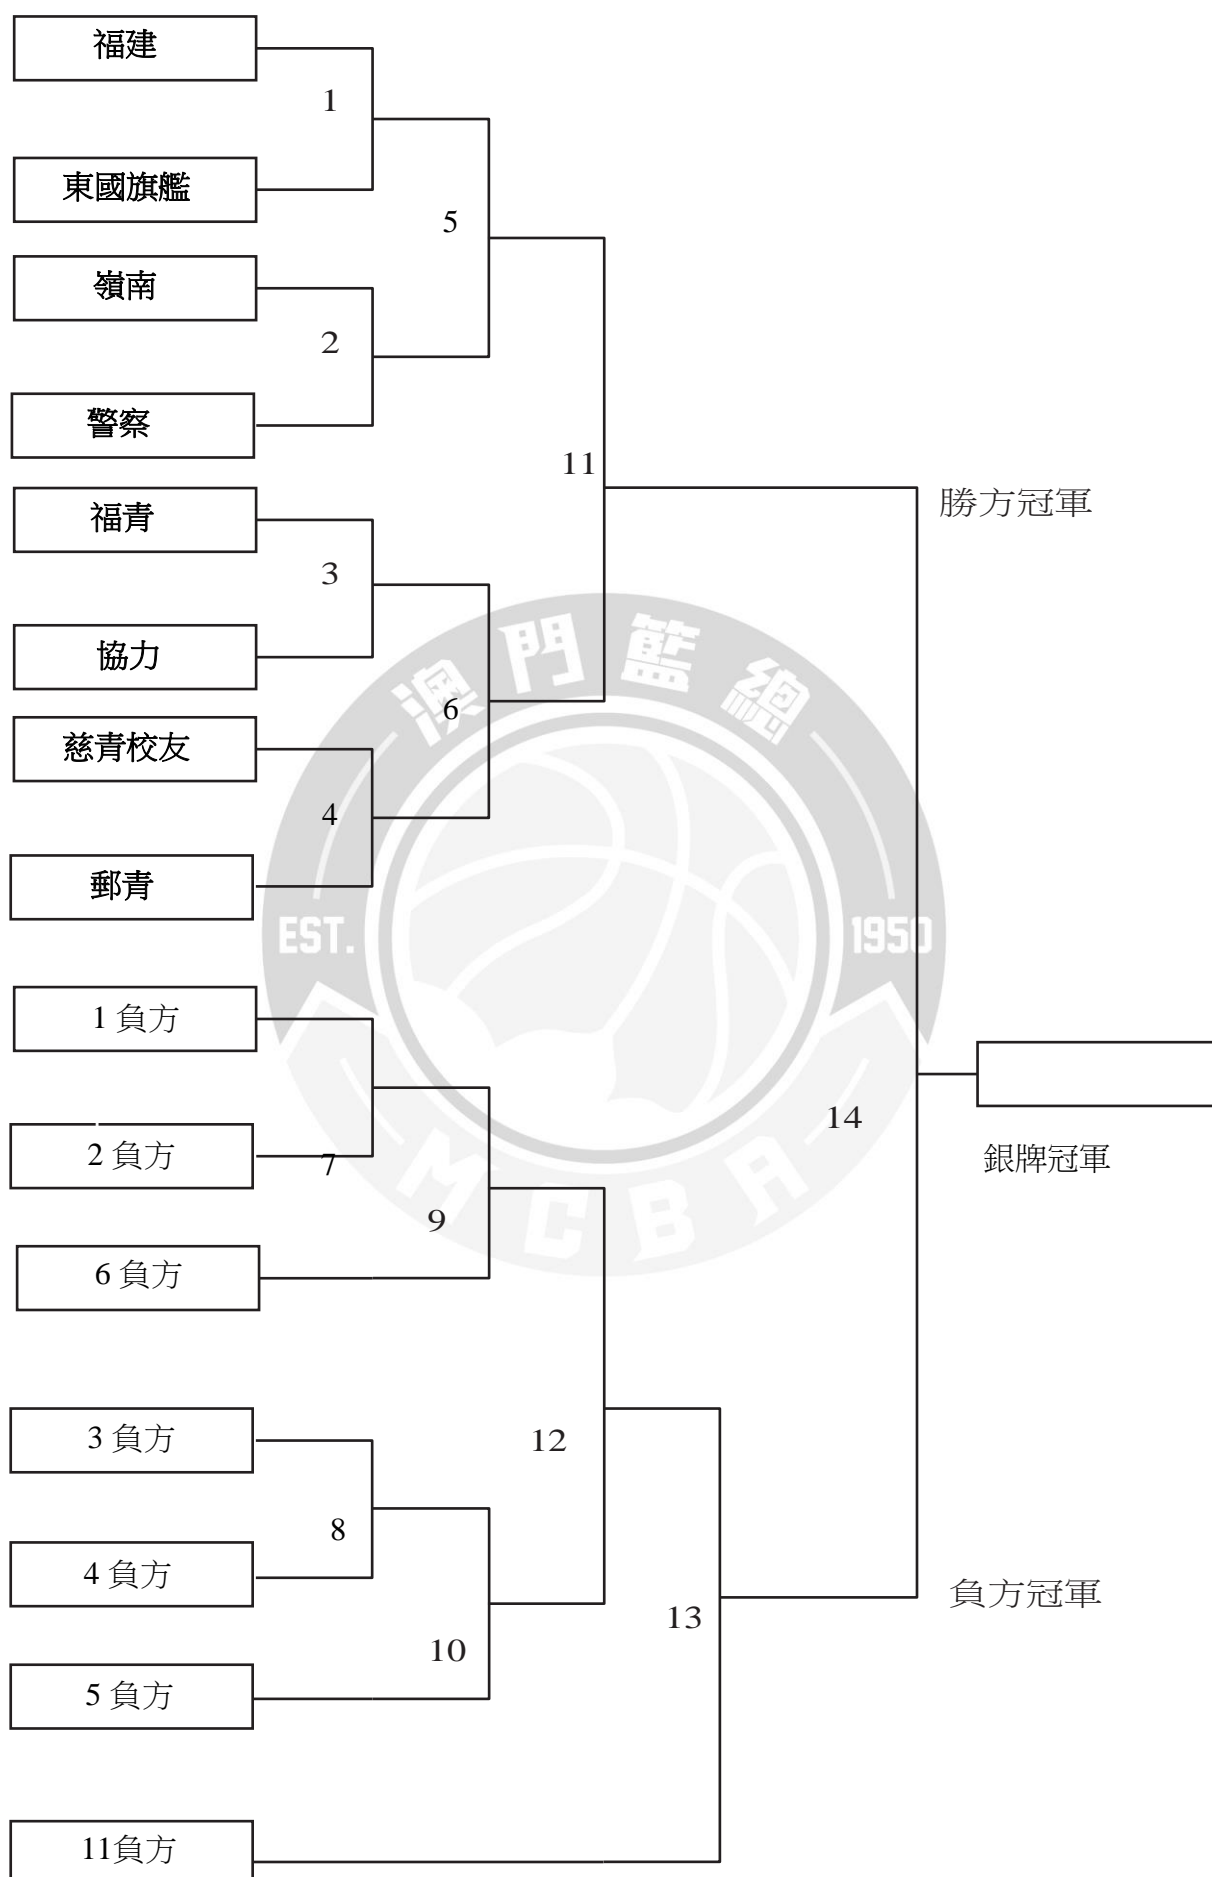 福建
1
東國旗艦
5
嶺南
2
警察
11
勝方冠軍
福青
3
協力
澳門籃總
6
慈青校友
4
郵青
EST.
1950
1 負方
14
2 負方
7
銀牌冠軍
MCBA
9
6 負方
3 負方
12
8
4 負方
負方冠軍
13
10
5 負方
11負方